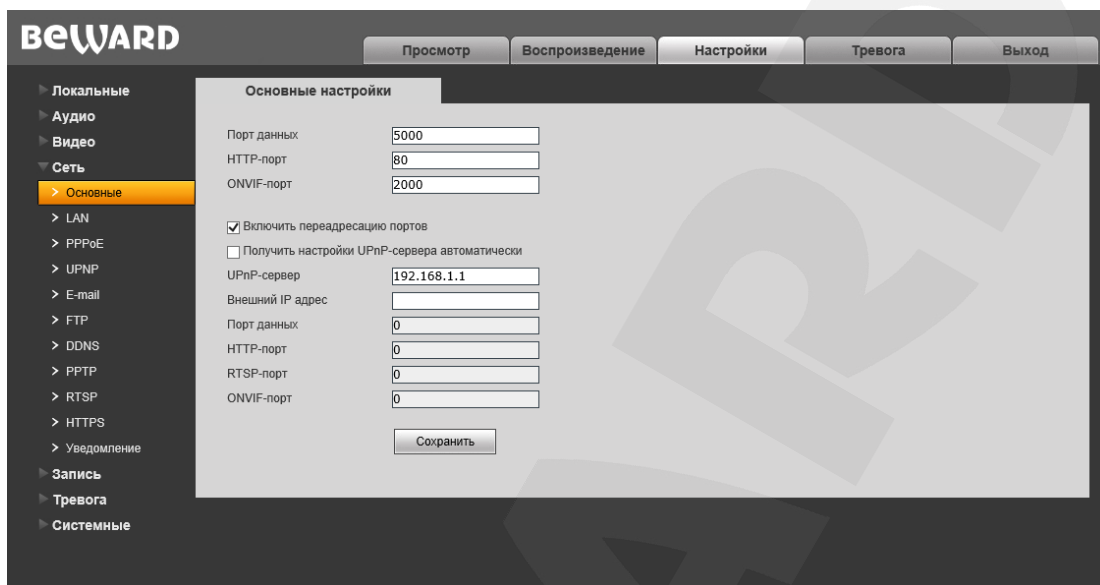 BEWARD
Просмотр Воспроизведение Настройки Тревога Выход
Локальные
Аудио
Видео
Сеть
Основные
LAN
PPPoE
UPNP
E-mail
FTP
DDNS
PPTP
RTSP
HTTPS
Уведомление
Запись
Тревога
Системные
Основные настройки
Порт данных 5000
HTTP-порт 80
ONVIF-порт 2000
Включить переадресацию портов
Получить настройки UPnP-сервера автоматически
UPnP-сервер 192.168.1.1
Внешний IP адрес
Порт данных 0
HTTP-порт 0
RTSP-порт 0
ONVIF-порт 0
Сохранить